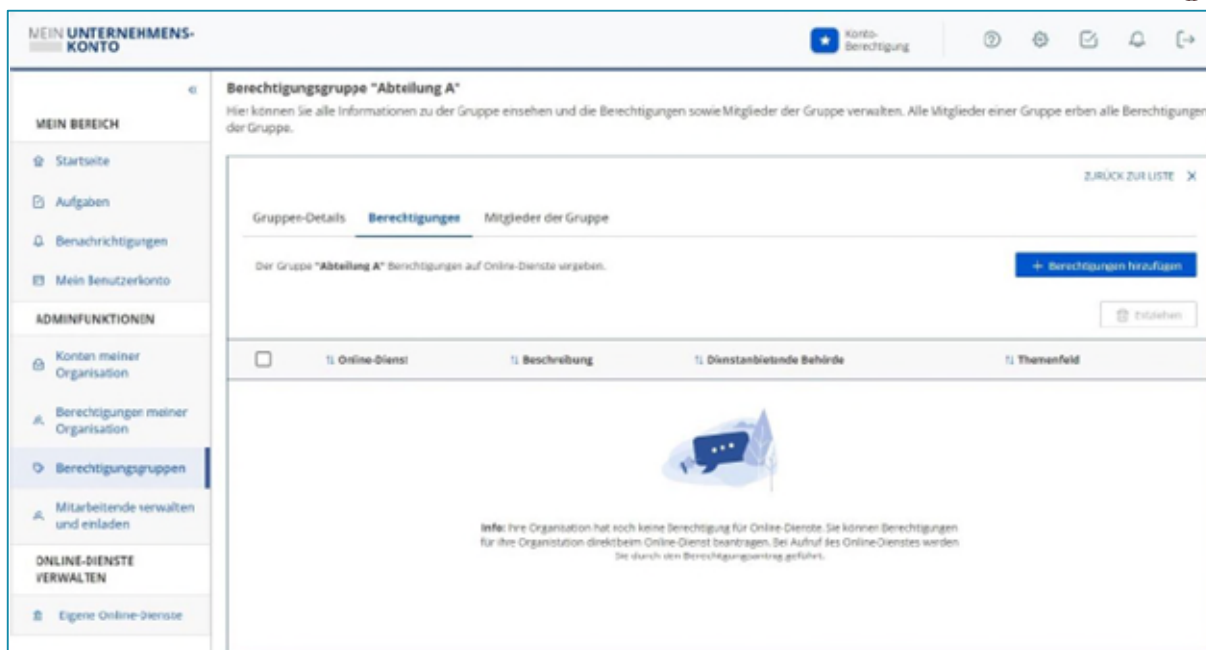 MEIN UNTERNEHMENS-
KONTO
Konto-
Berechtigung
«
MEIN BEREICH
Startseite
Aufgaben
Benachrichtigungen
Mein Benutzerkonto
ADMINFUNKTIONEN
Konten meiner
Organisation
Berechtigungen meiner
Organisation
Berechtigungsgruppen
Mitarbeitende verwalten
und einladen
ONLINE-DIENSTE
VERWALTEN
Eigene Online-Dienste
Berechtigungsgruppe "Abteilung A"
Hier können Sie alle Informationen zu der Gruppe einsehen und die Berechtigungen sowie Mitglieder der Gruppe verwalten. Alle Mitglieder einer Gruppe erben alle Berechtigungen
der Gruppe.
ZURÜCK ZUR LISTE X
Gruppen-Details Berechtigungen Mitglieder der Gruppe
Der Gruppe "Abteilung A" Berechtigungen auf Online-Dienste vergeben.
+ Berechtigungen hinzufügen
Entziehen
Online-Dienst Beschreibung Dienstanbietende Behörde Themenfeld
Info: Ihre Organisation hat noch keine Berechtigung für Online-Dienste. Sie können Berechtigungen
für ihre Organistation direkt beim Online-Dienst beantragen. Bei Aufruf des Online-Dienstes werden
Sie durch den Berechtigungsantrag geführt.